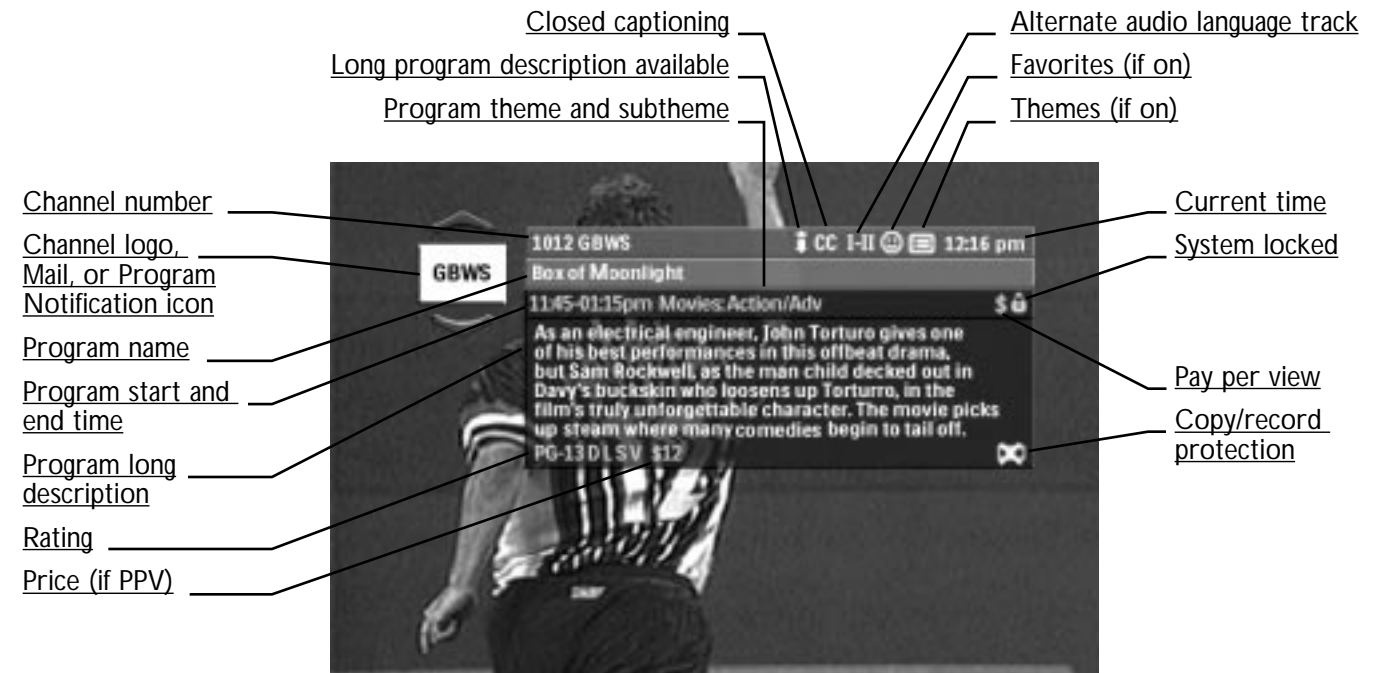 Closed captioning
Alternate audio language track
Long program description available
Favorites (if on)
Program theme and subtheme
Themes (if on)
Channel number
Current time
Channel logo,
Mail, or Program
Notification icon
System locked
Program name
Program start and
end time
Pay per view
Copy/record
protection
Program long
description
Rating
Price (if PPV)
GBWS
1012 GBWS
i CC I-II 12:16 pm
Box of Moonlight
11:45-01:15pm Movies:Action/Adv
$
As an electrical engineer, John Torturo gives one
of his best performances in this offbeat drama,
but Sam Rockwell, as the man child decked out in
Davy's buckskin who loosens up Torturro, in the
film's truly unforgettable character. The movie picks
up steam where many comedies begin to tail off.
PG-13 D L S V $12